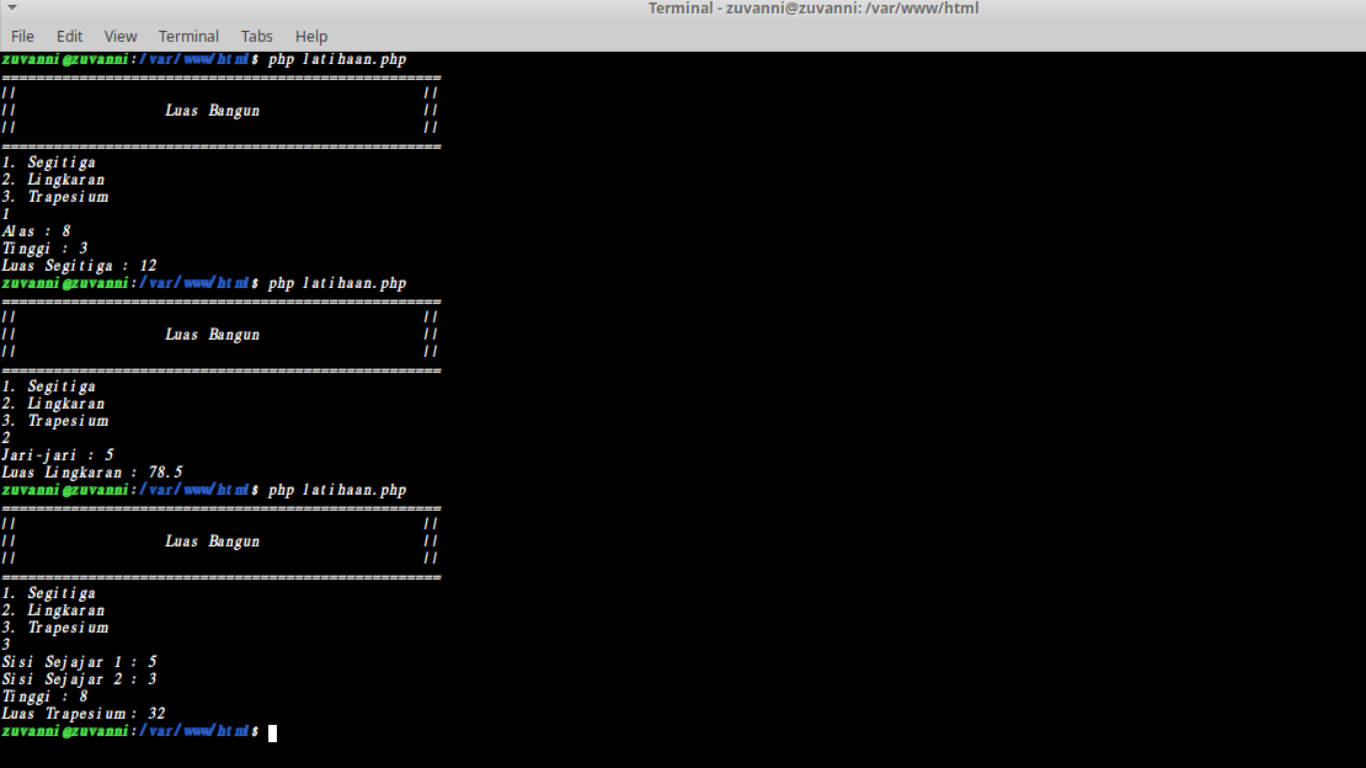 Terminal - zuvanni@zuvanni: /var/www/html
File Edit View Terminal Tabs Help
zuvanni@zuvanni:/var/www/html$ php latihaan.php
===================================================
|| ||
|| Luas Bangun ||
|| ||
===================================================
1. Segitiga
2. Lingkaran
3. Trapesium
1
Alas : 8
Tinggi : 3
Luas Segitiga : 12
zuvanni@zuvanni:/var/www/html$ php latihaan.php
===================================================
|| ||
|| Luas Bangun ||
|| ||
===================================================
1. Segitiga
2. Lingkaran
3. Trapesium
2
Jari-jari : 5
Luas Lingkaran : 78.5
zuvanni@zuvanni:/var/www/html$ php latihaan.php
===================================================
|| ||
|| Luas Bangun ||
|| ||
===================================================
1. Segitiga
2. Lingkaran
3. Trapesium
3
Sisi Sejajar 1 : 5
Sisi Sejajar 2 : 3
Tinggi : 8
Luas Trapesium: 32
zuvanni@zuvanni:/var/www/html$